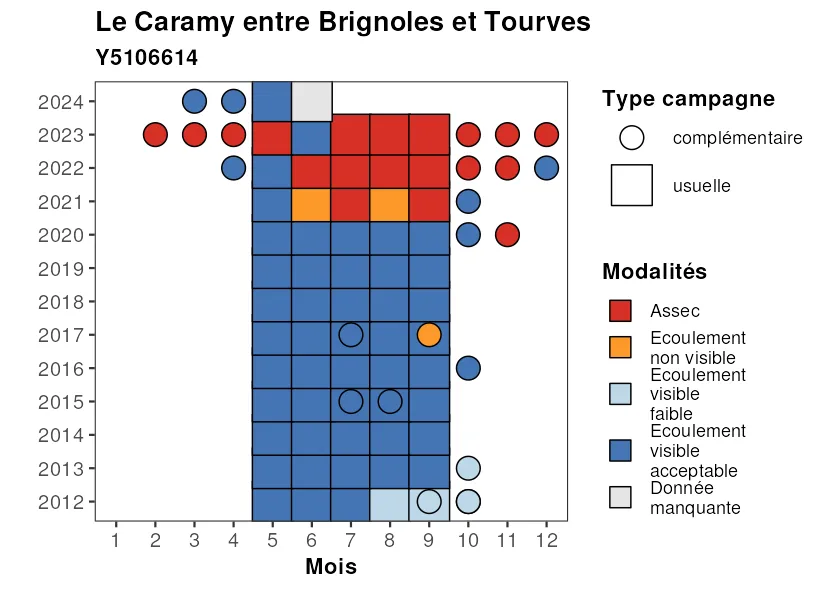 Le Caramy entre Brignoles et Tourves
Y5106614
2024
2023
2022
2021
2020
2019
2018
2017
2016
2015
2014
2013
2012
1 2 3 4 5 6 7 8 9 10 11 12
Mois
Type campagne
complémentaire
usuelle
Modalités
Assec
Ecoulement
non visible
Ecoulement
visible
faible
Ecoulement
visible
acceptable
Donnée
manquante